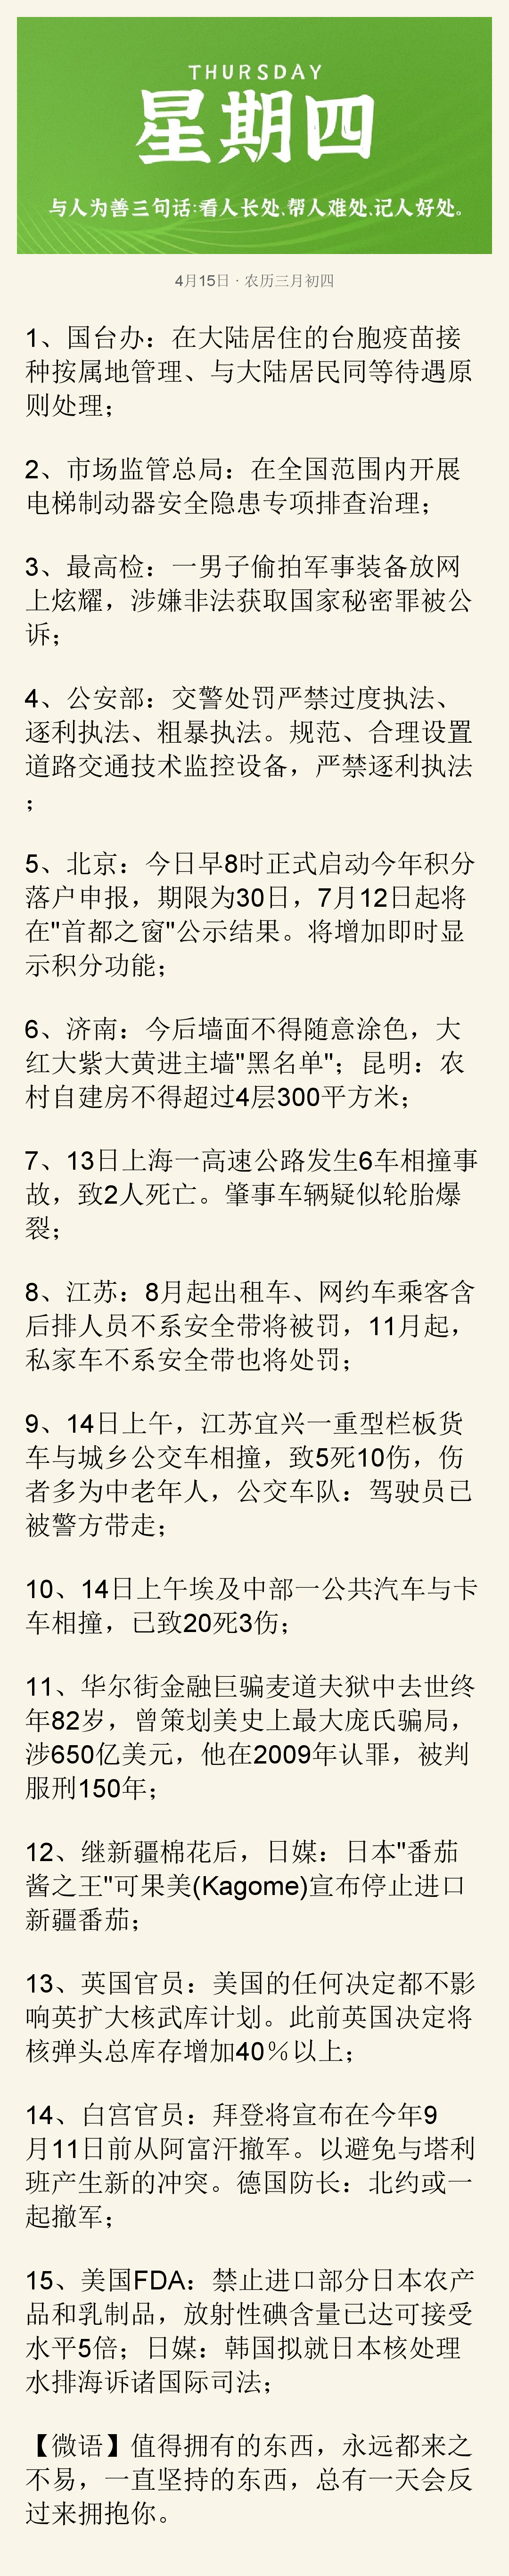 THURSDAY
星期四
与人为善三句话:看人长处、帮人难处、记人好处。
4月15日 · 农历三月初四
1、国台办：在大陆居住的台胞疫苗接
种按属地管理、与大陆居民同等待遇原
则处理；
2、市场监管总局：在全国范围内开展
电梯制动器安全隐患专项排查治理；
3、最高检：一男子偷拍军事装备放网
上炫耀，涉嫌非法获取国家秘密罪被公
诉；
4、公安部：交警处罚严禁过度执法、
逐利执法、粗暴执法。规范、合理设置
道路交通技术监控设备，严禁逐利执法
；
5、北京：今日早8时正式启动今年积分
落户申报，期限为30日，7月12日起将
在"首都之窗"公示结果。将增加即时显
示积分功能；
6、济南：今后墙面不得随意涂色，大
红大紫大黄进主墙"黑名单"；昆明：农
村自建房不得超过4层300平方米；
7、13日上海一高速公路发生6车相撞事
故，致2人死亡。肇事车辆疑似轮胎爆
裂；
8、江苏：8月起出租车、网约车乘客含
后排人员不系安全带将被罚，11月起，
私家车不系安全带也将处罚；
9、14日上午，江苏宜兴一重型栏板货
车与城乡公交车相撞，致5死10伤，伤
者多为中老年人，公交车队：驾驶员已
被警方带走；
10、14日上午埃及中部一公共汽车与卡
车相撞，已致20死3伤；
11、华尔街金融巨骗麦道夫狱中去世终
年82岁，曾策划美史上最大庞氏骗局，
涉650亿美元，他在2009年认罪，被判
服刑150年；
12、继新疆棉花后，日媒：日本"番茄
酱之王"可果美(Kagome)宣布停止进口
新疆番茄；
13、英国官员：美国的任何决定都不影
响英扩大核武库计划。此前英国决定将
核弹头总库存增加40％以上；
14、白宫官员：拜登将宣布在今年9
月11日前从阿富汗撤军。以避免与塔利
班产生新的冲突。德国防长：北约或一
起撤军；
15、美国FDA：禁止进口部分日本农产
品和乳制品，放射性碘含量已达可接受
水平5倍；日媒：韩国拟就日本核处理
水排海诉诸国际司法；
【微语】值得拥有的东西，永远都来之
不易，一直坚持的东西，总有一天会反
过来拥抱你。